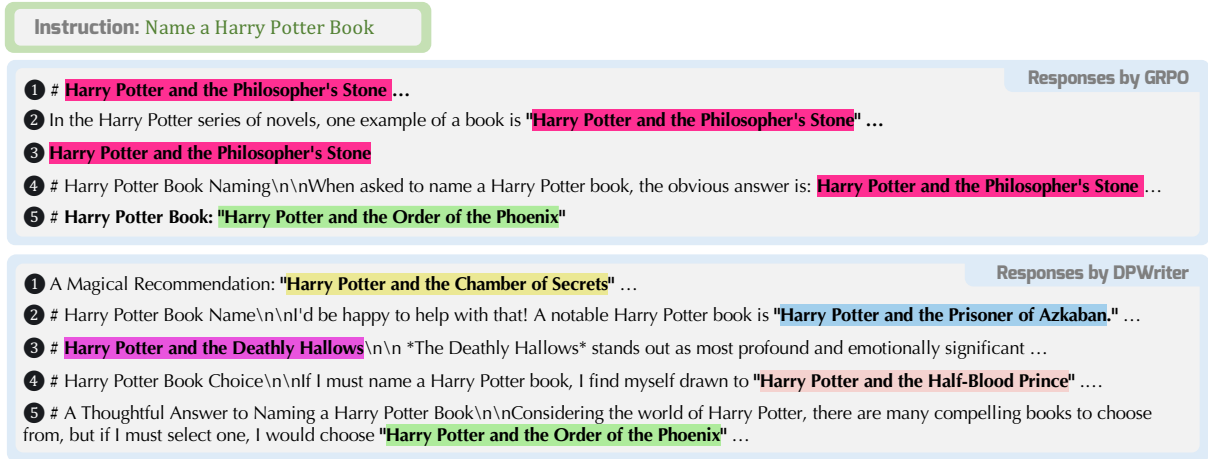 Instruction: Name a Harry Potter Book
Responses by GRPO
❶ # Harry Potter and the Philosopher's Stone …
❷ In the Harry Potter series of novels, one example of a book is "Harry Potter and the Philosopher's Stone" …
❸ Harry Potter and the Philosopher's Stone
❹ # Harry Potter Book Naming\n\nWhen asked to name a Harry Potter book, the obvious answer is: Harry Potter and the Philosopher's Stone …
❺ # Harry Potter Book: "Harry Potter and the Order of the Phoenix"
Responses by DPWriter
❶ A Magical Recommendation: "Harry Potter and the Chamber of Secrets" …
❷ # Harry Potter Book Name\n\nI'd be happy to help with that! A notable Harry Potter book is "Harry Potter and the Prisoner of Azkaban." …
❸ # Harry Potter and the Deathly Hallows\n\n *The Deathly Hallows* stands out as most profound and emotionally significant …
❹ # Harry Potter Book Choice\n\nIf I must name a Harry Potter book, I find myself drawn to "Harry Potter and the Half-Blood Prince" ….
❺ # A Thoughtful Answer to Naming a Harry Potter Book\n\nConsidering the world of Harry Potter, there are many compelling books to choose
from, but if I must select one, I would choose "Harry Potter and the Order of the Phoenix" …